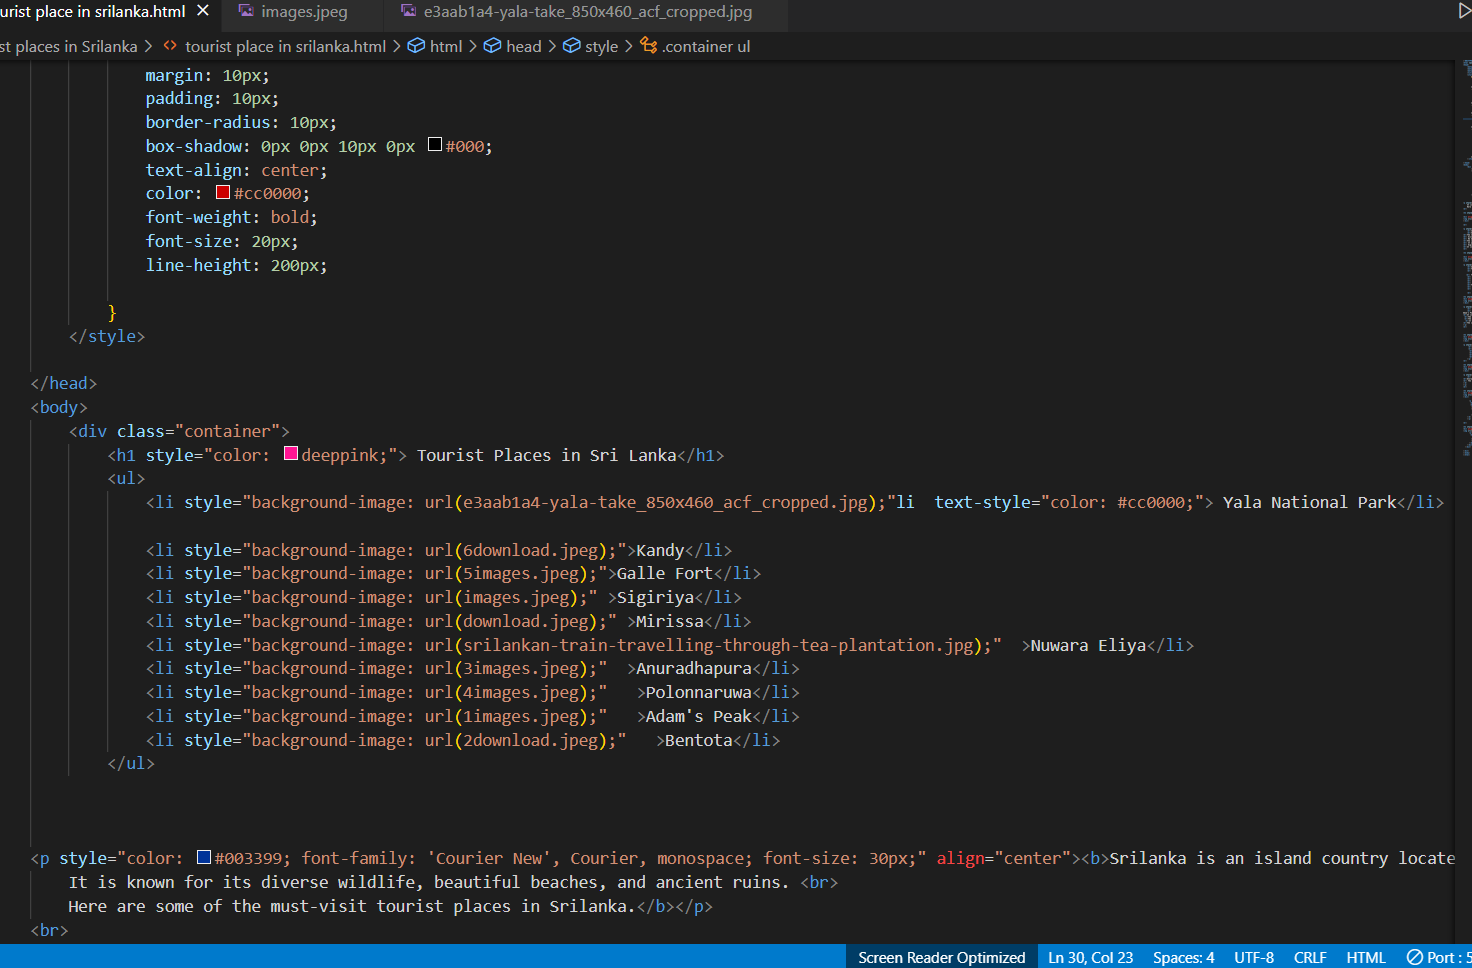 urist place in srilanka.html images.jpeg e3aab1a4-yala-take_850x460_acf_cropped.jpg
st places in Srilanka > <> tourist place in srilanka.html > html > head > style > .container ul
margin: 10px;
padding: 10px;
border-radius: 10px;
box-shadow: 0px 0px 10px 0px #000;
text-align: center;
color: #cc0000;
font-weight: bold;
font-size: 20px;
line-height: 200px;
}
</style>
</head>
<body>
<div class="container">
<h1 style="color: deeppink;"> Tourist Places in Sri Lanka</h1>
<ul>
<li style="background-image: url(e3aab1a4-yala-take_850x460_acf_cropped.jpg);"li  text-style="color: #cc0000;"> Yala National Park</li>
<li style="background-image: url(6download.jpeg);">Kandy</li>
<li style="background-image: url(5images.jpeg);">Galle Fort</li>
<li style="background-image: url(images.jpeg);" >Sigiriya</li>
<li style="background-image: url(download.jpeg);" >Mirissa</li>
<li style="background-image: url(srilankan-train-travelling-through-tea-plantation.jpg);"  >Nuwara Eliya</li>
<li style="background-image: url(3images.jpeg);"  >Anuradhapura</li>
<li style="background-image: url(4images.jpeg);"   >Polonnaruwa</li>
<li style="background-image: url(1images.jpeg);"   >Adam's Peak</li>
<li style="background-image: url(2download.jpeg);"   >Bentota</li>
</ul>
<p style="color: #003399; font-family: 'Courier New', Courier, monospace; font-size: 30px;" align="center"><b>Srilanka is an island country locate
It is known for its diverse wildlife, beautiful beaches, and ancient ruins. <br>
Here are some of the must-visit tourist places in Srilanka.</b></p>
<br>
Screen Reader Optimized Ln 30, Col 23 Spaces: 4 UTF-8 CRLF HTML Port : 5